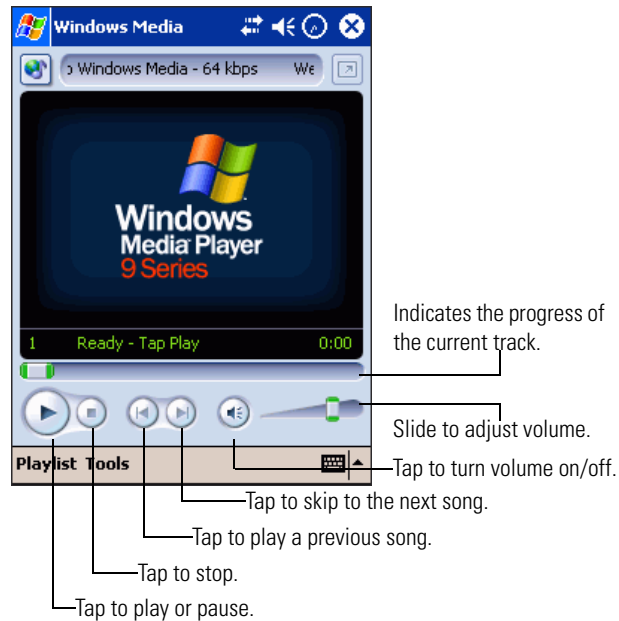 Windows Media
o Windows Media - 64 kbps We
Windows
Media Player
9 Series
1 Ready - Tap Play 0:00
Indicates the progress of
the current track.
Slide to adjust volume.
Playlist Tools
Tap to turn volume on/off.
Tap to skip to the next song.
Tap to play a previous song.
Tap to stop.
Tap to play or pause.